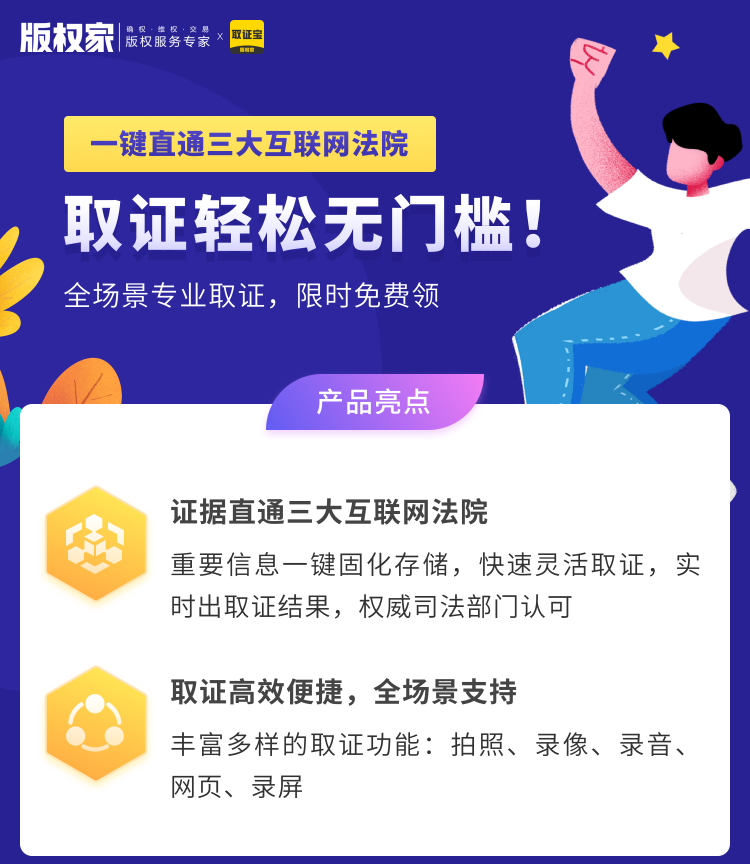 版权家
确权·维权·交易
版权服务专家
x
取证宝
版权家
一键直通三大互联网法院
取证轻松无门槛！
全场景专业取证，限时免费领
产品亮点
证据直通三大互联网法院
重要信息一键固化存储，快速灵活取证，实
时出取证结果，权威司法部门认可
取证高效便捷，全场景支持
丰富多样的取证功能：拍照、录像、录音、
网页、录屏